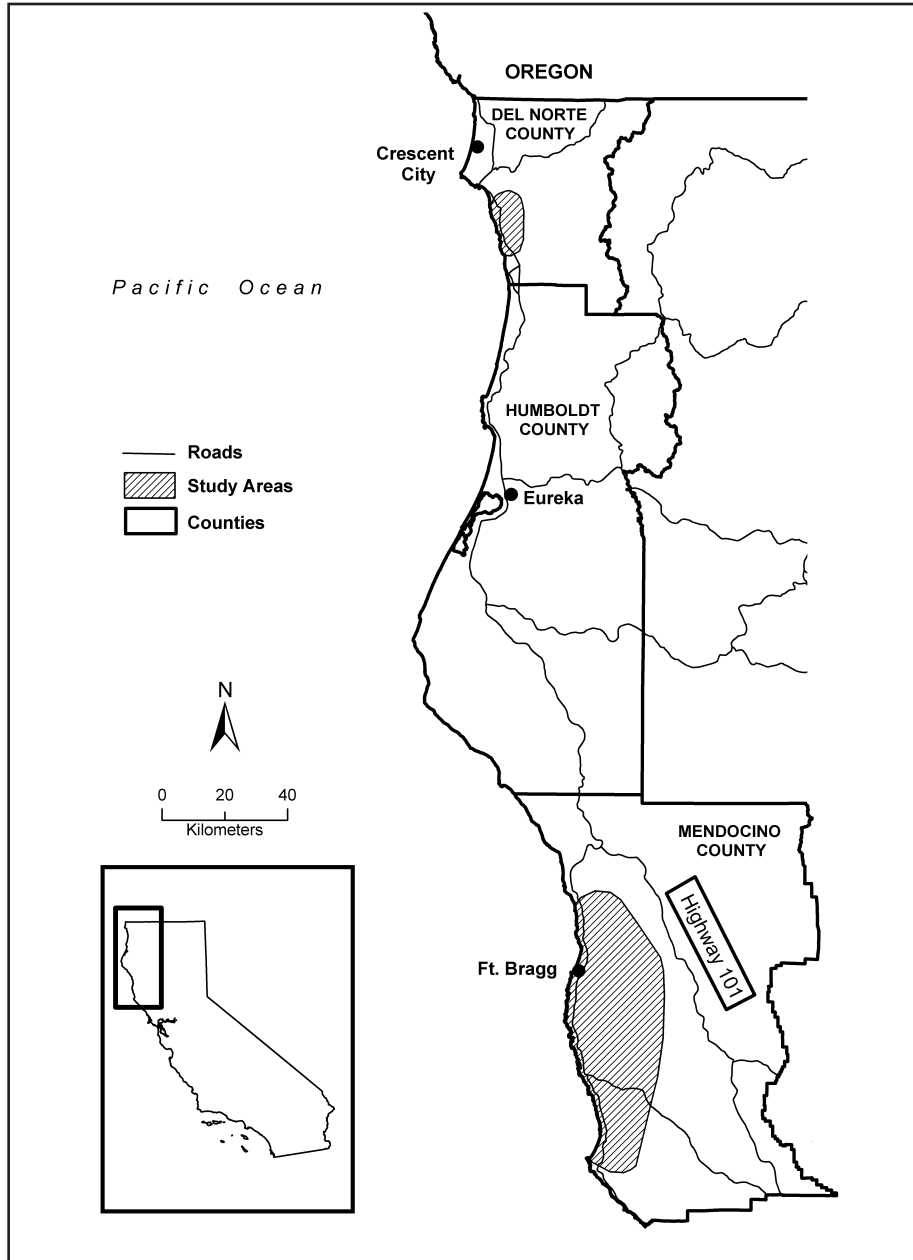 OREGON
DEL NORTE
COUNTY
Crescent
City
Pacific Ocean
HUMBOLDT
COUNTY
Roads
Study Areas
Counties
Eureka
N
0 20 40
Kilometers
MENDOCINO
COUNTY
Highway 101
Ft. Bragg